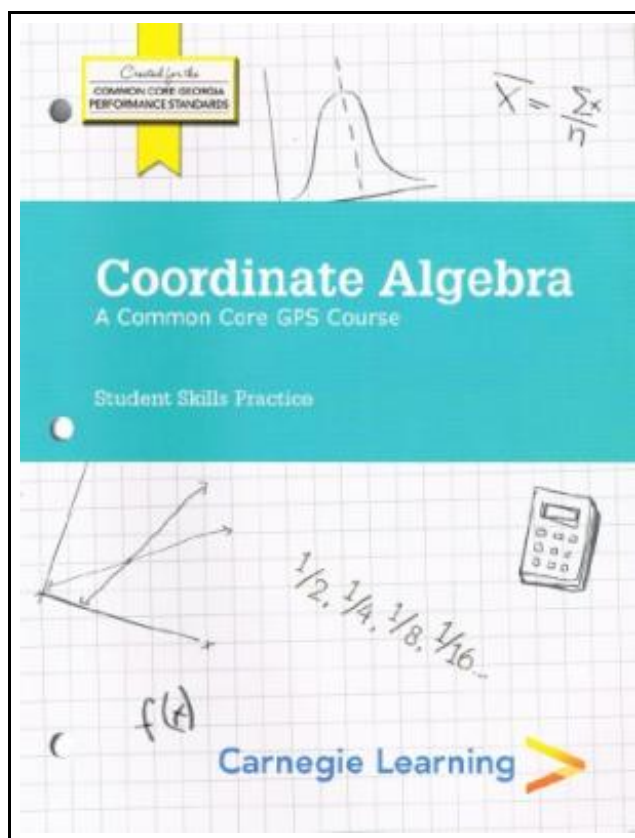 Created for the
COMMON CORE GEORGIA
PERFORMANCE STANDARDS
X̄ = Σx
n
Coordinate Algebra
A Common Core GPS Course
Student Skills Practice
1/2, 1/4, 1/8, 1/16...
x
f(x)
Carnegie Learning